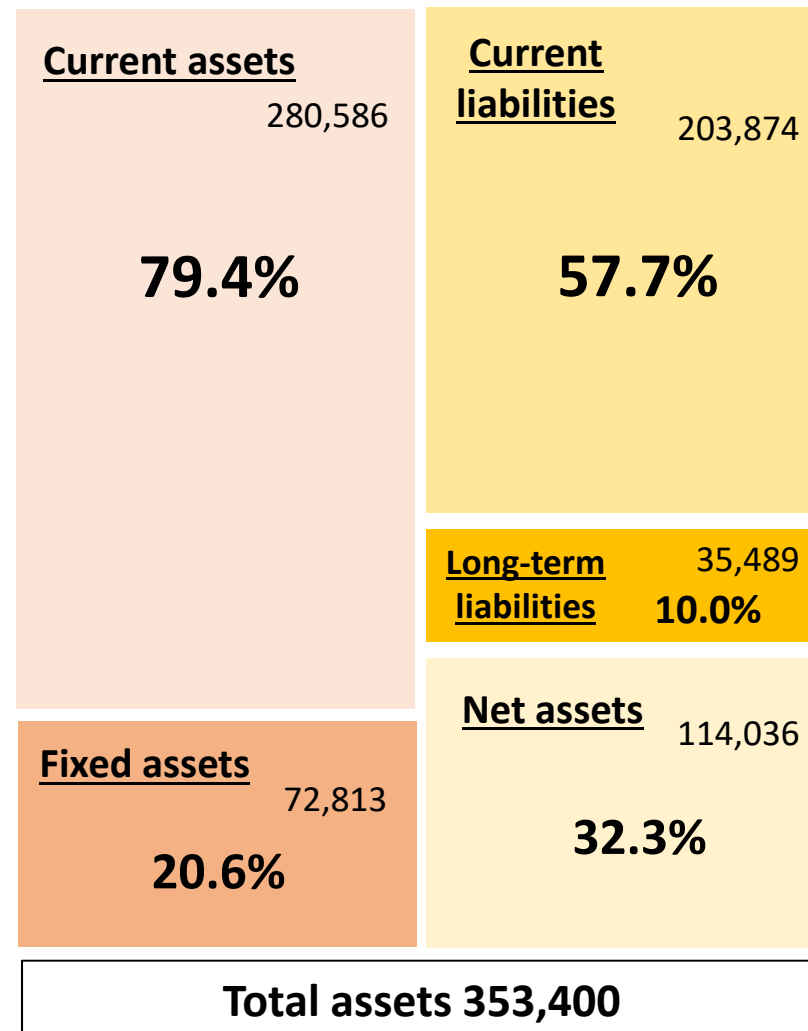 Current assets
280,586
79.4%
Fixed assets
72,813
20.6%
Current
liabilities
203,874
57.7%
Long-term
liabilities
35,489
10.0%
Net assets
114,036
32.3%
Total assets 353,400